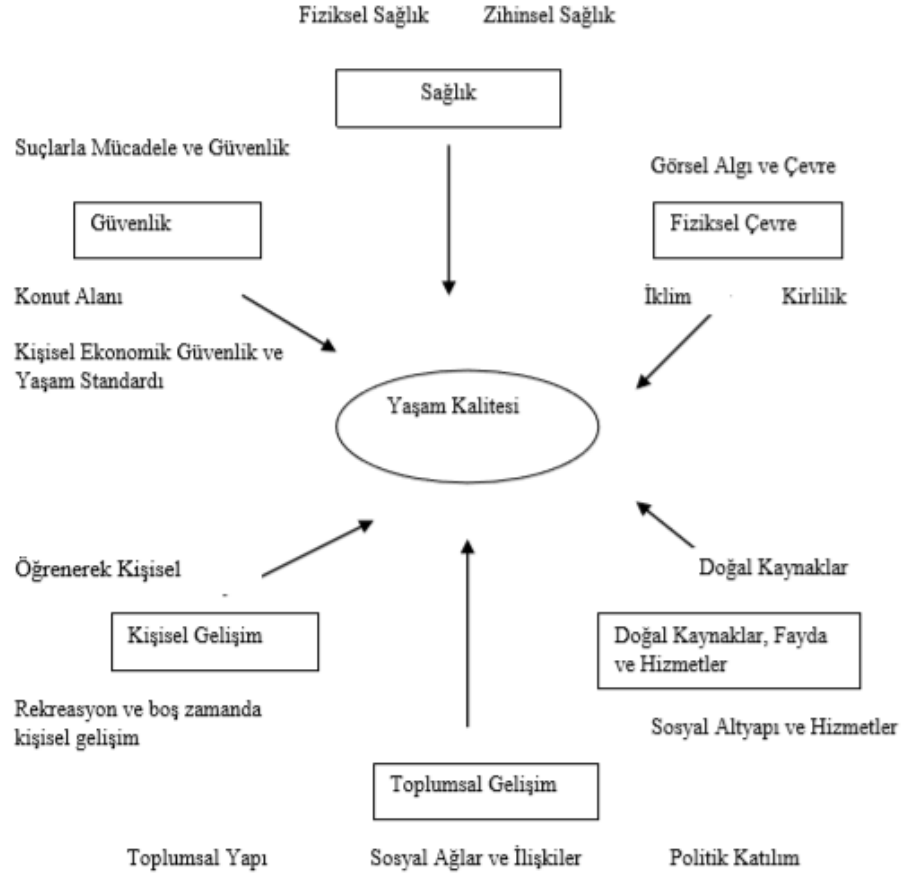 Fiziksel Sağlık Zihinsel Sağlık
Sağlık
Suçlarla Mücadele ve Güvenlik
Görsel Algı ve Çevre
Güvenlik
Fiziksel Çevre
Konut Alanı
İklim Kirlilik
Kişisel Ekonomik Güvenlik ve
Yaşam Standardı
Yaşam Kalitesi
Öğrenerek Kişisel
Doğal Kaynaklar
Kişisel Gelişim
Doğal Kaynaklar, Fayda
ve Hizmetler
Rekreasyon ve boş zamanda
kişisel gelişim
Sosyal Altyapı ve Hizmetler
Toplumsal Gelişim
Toplumsal Yapı Sosyal Ağlar ve İlişkiler Politik Katılım